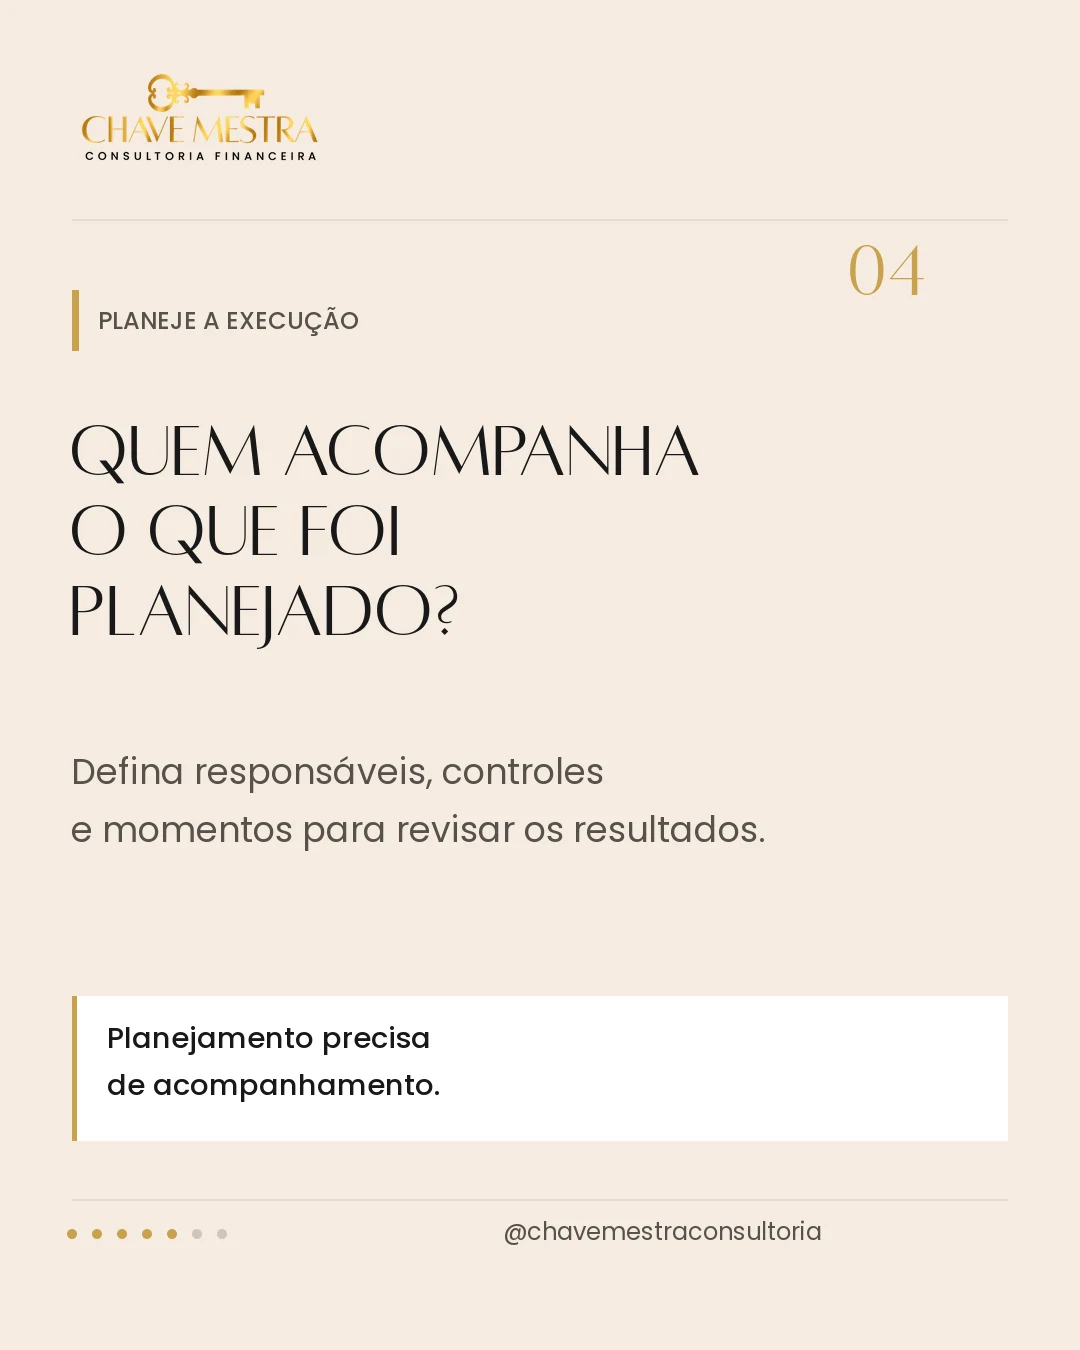 CHAVE MESTRA
CONSULTORIA FINANCEIRA
04
PLANEJE A EXECUÇÃO
QUEM ACOMPANHA
O QUE FOI
PLANEJADO?
Defina responsáveis, controles
e momentos para revisar os resultados.
Planejamento precisa
de acompanhamento.
@chavemestraconsultoria